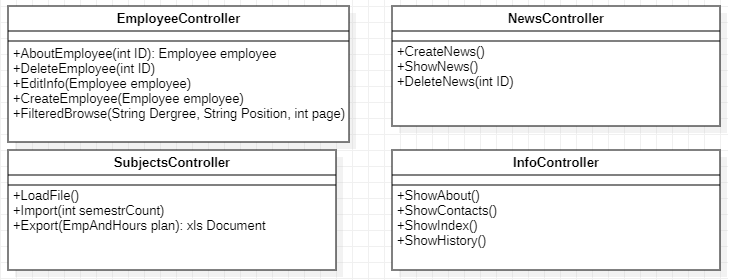 EmployeeController
+AboutEmployee(int ID): Employee employee
+DeleteEmployee(int ID)
+EditInfo(Employee employee)
+CreateEmployee(Employee employee)
+FilteredBrowse(String Dergree, String Position, int page)
NewsController
+CreateNews()
+ShowNews()
+DeleteNews(int ID)
SubjectsController
+LoadFile()
+Import(int semestrCount)
+Export(EmpAndHours plan): xls Document
InfoController
+ShowAbout()
+ShowContacts()
+ShowIndex()
+ShowHistory()